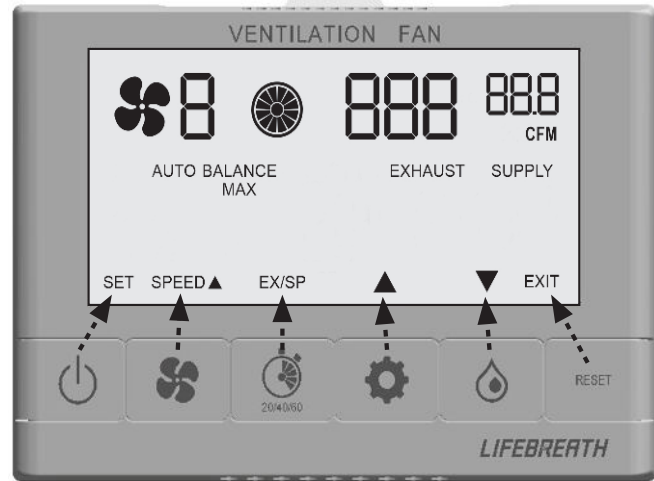 VENTILATION FAN
8 888 88.8
CFM
AUTO BALANCE EXHAUST SUPPLY
MAX
SET SPEED▲ EX/SP ▲ ▼ EXIT
20/40/60 RESET
LIFEBREATH